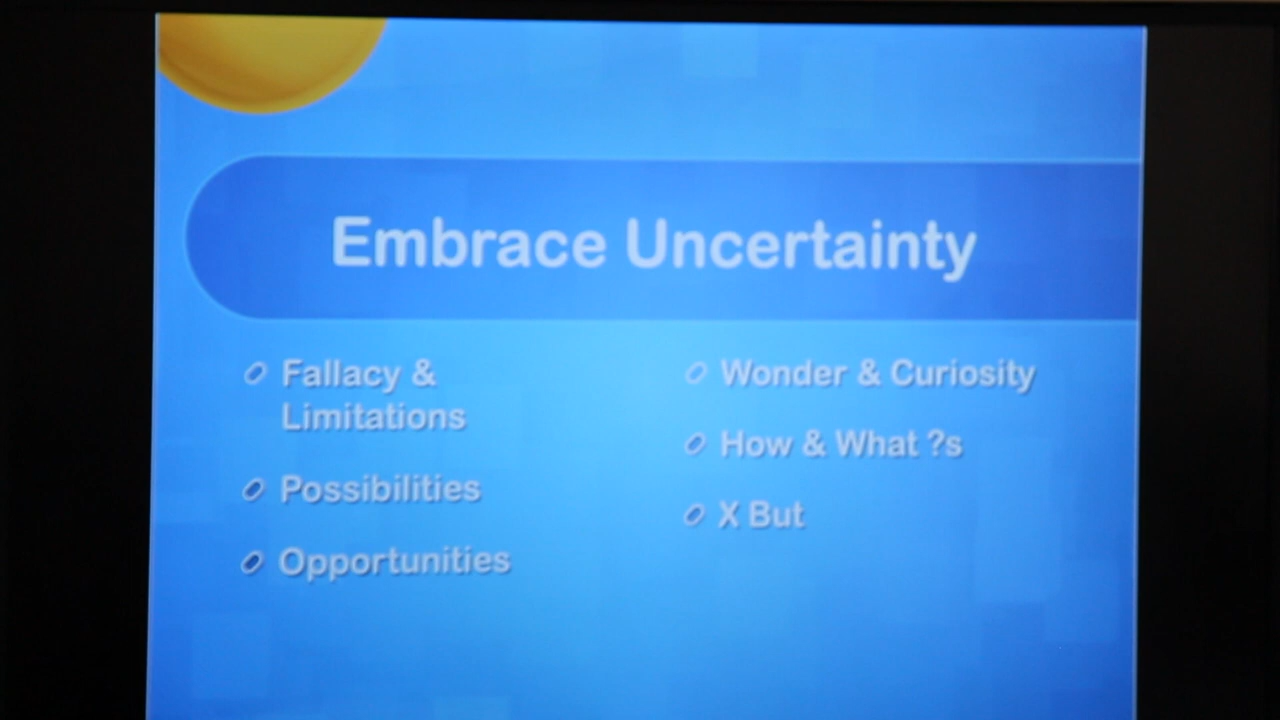 Embrace Uncertainty
Fallacy &
Limitations
Possibilities
Opportunities
Wonder & Curiosity
How & What ?s
X But